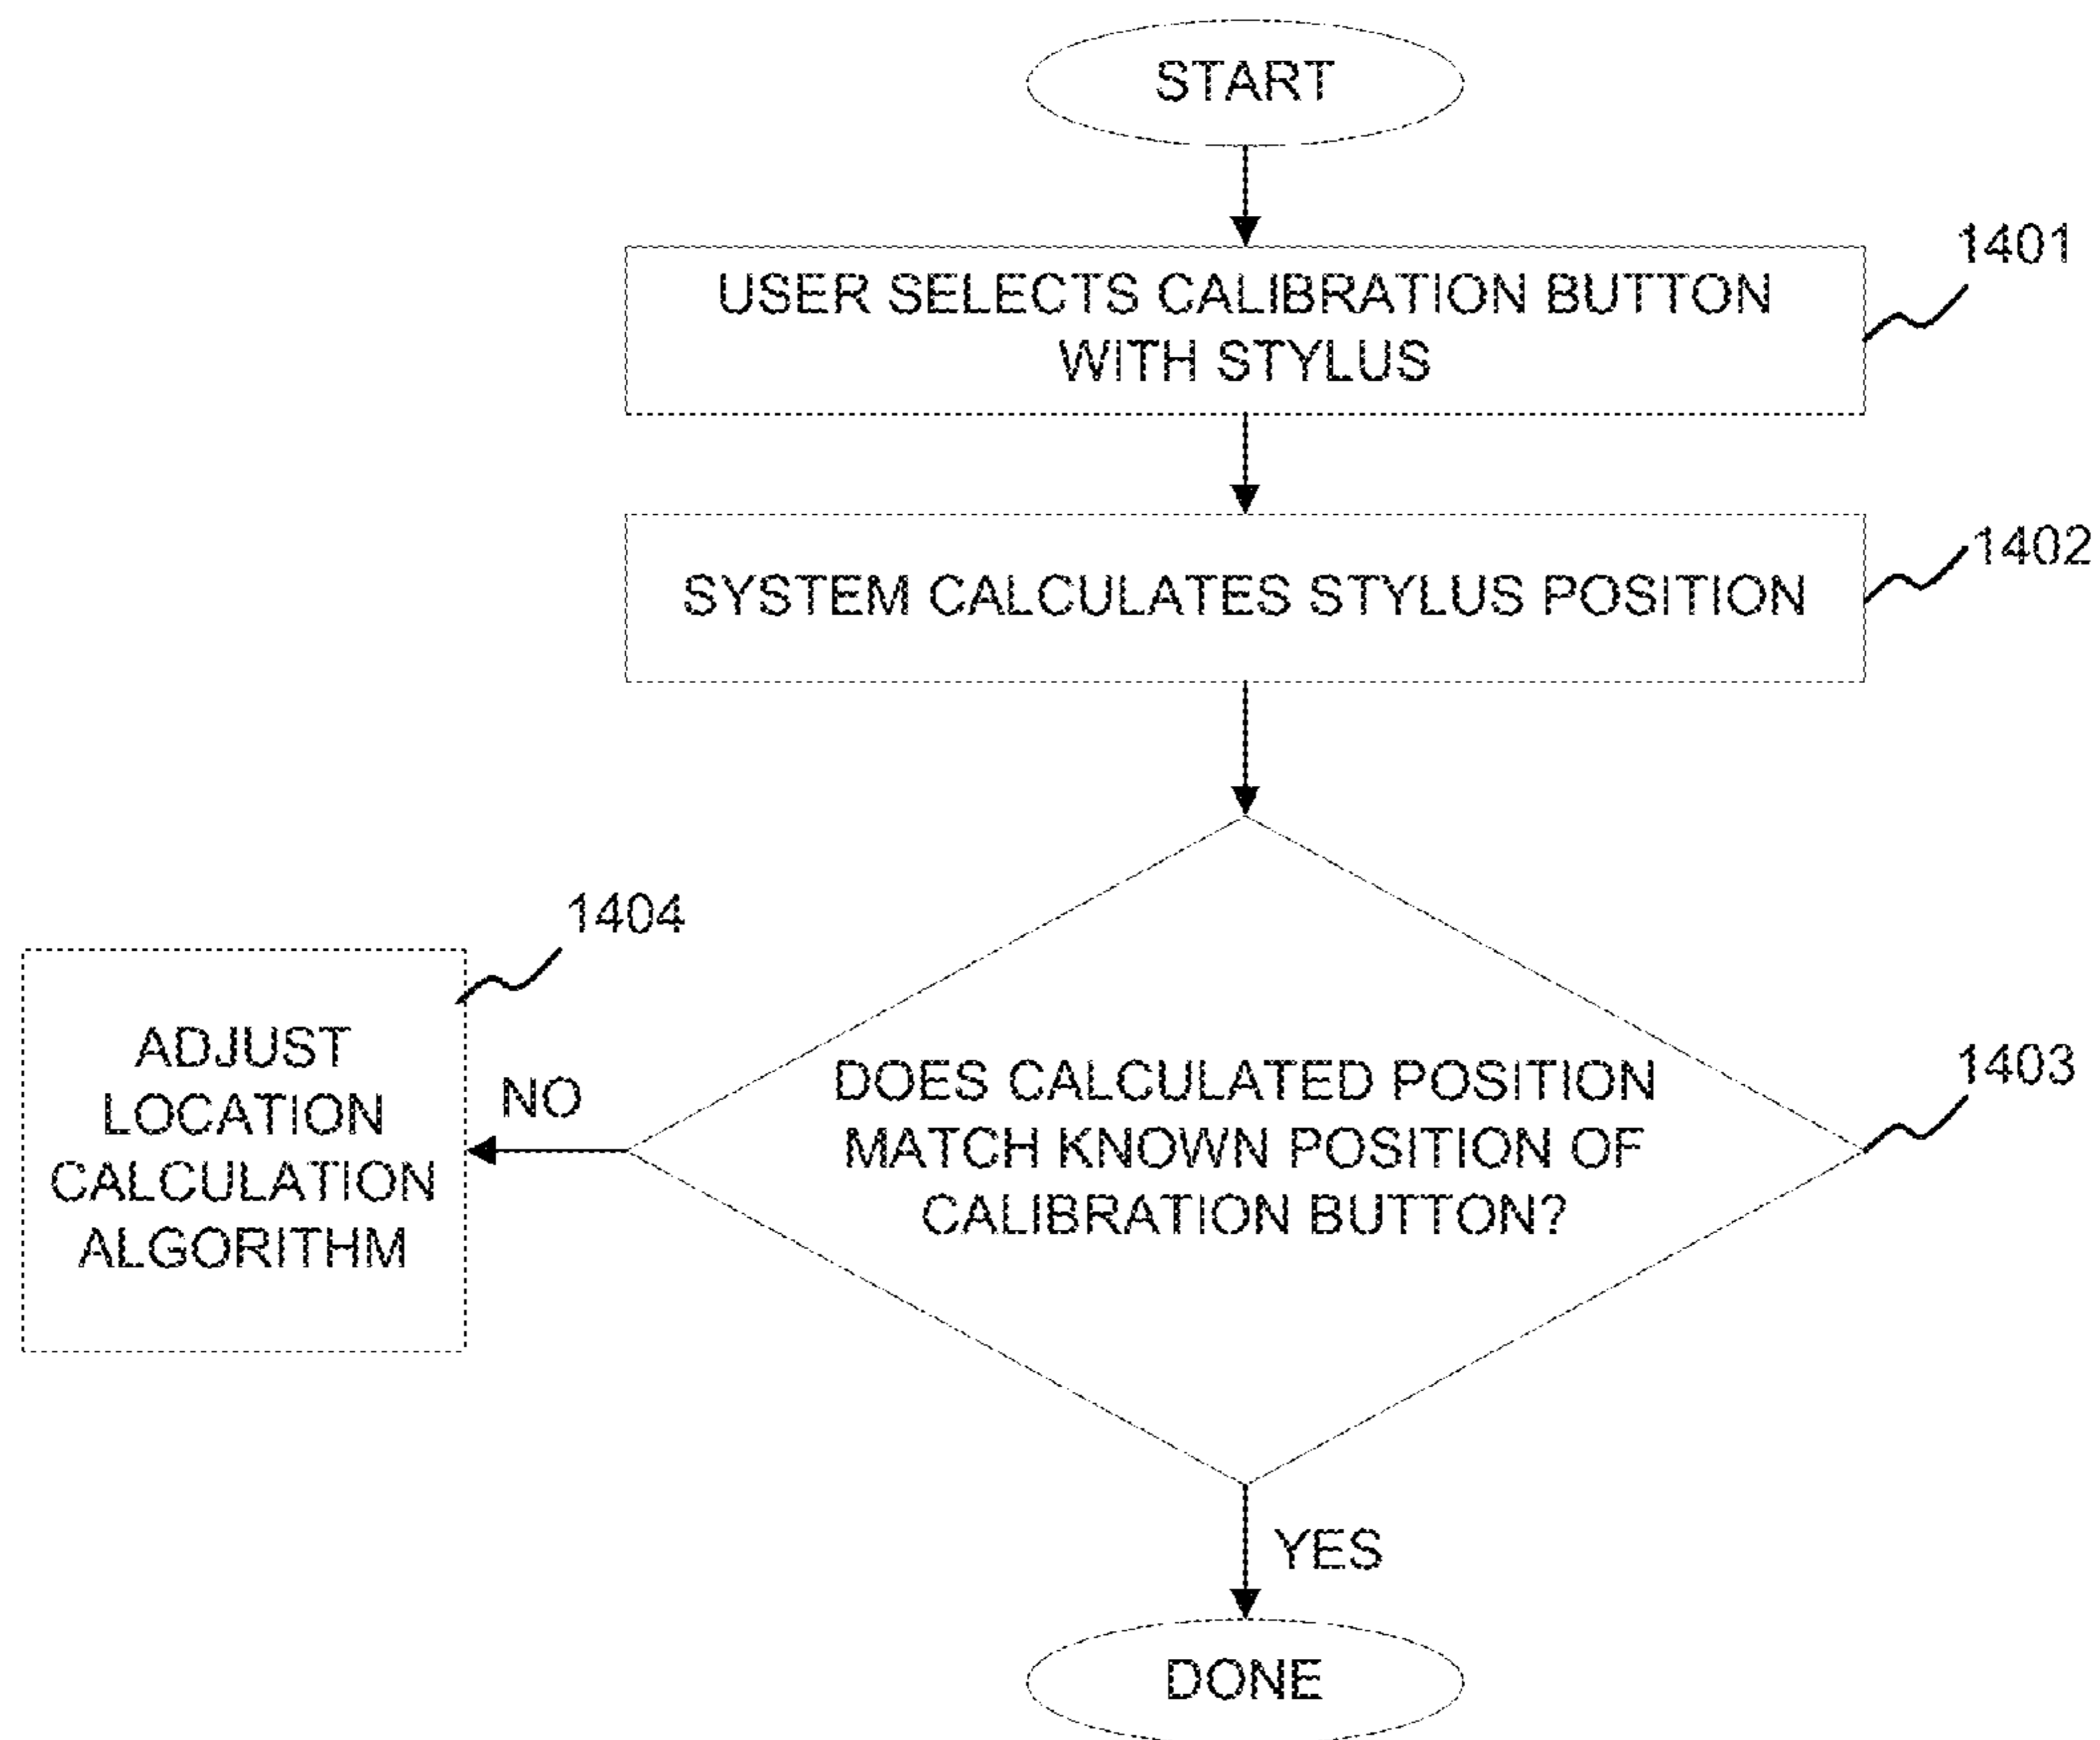 START
1401
USER SELECTS CALIBRATION BUTTON
WITH STYLUS
1402
SYSTEM CALCULATES STYLUS POSITION
1404
ADJUST
LOCATION
CALCULATION
ALGORITHM
NO
1403
DOES CALCULATED POSITION
MATCH KNOWN POSITION OF
CALIBRATION BUTTON?
YES
DONE